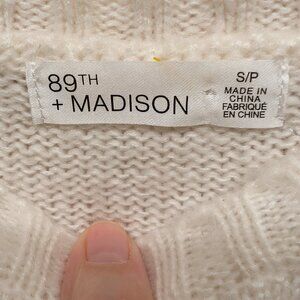 89TH
+ MADISON
S/P
MADE IN
CHINA
FABRIQUÉ
EN CHINE